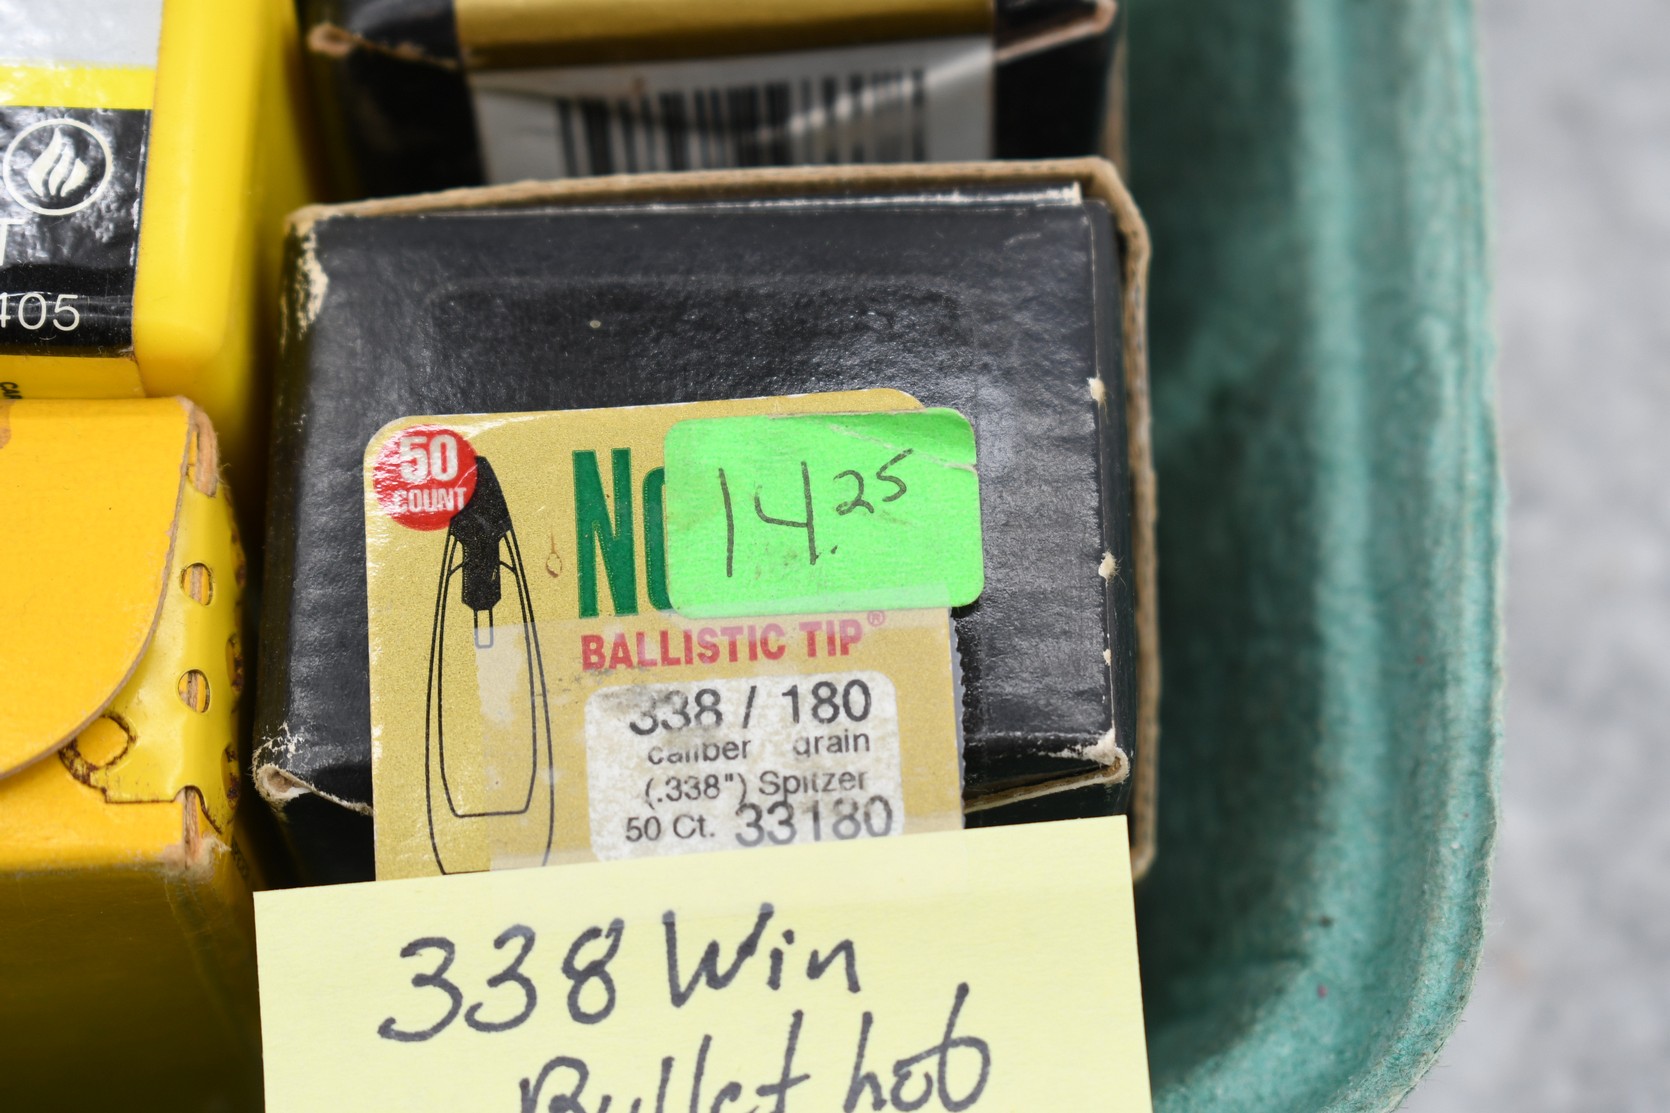 405
50
COUNT
No
14.25
BALLISTIC TIP®
338 / 180
caliber grain
(.338") Spitzer
50 Ct. 33180
338 Win
Bullet